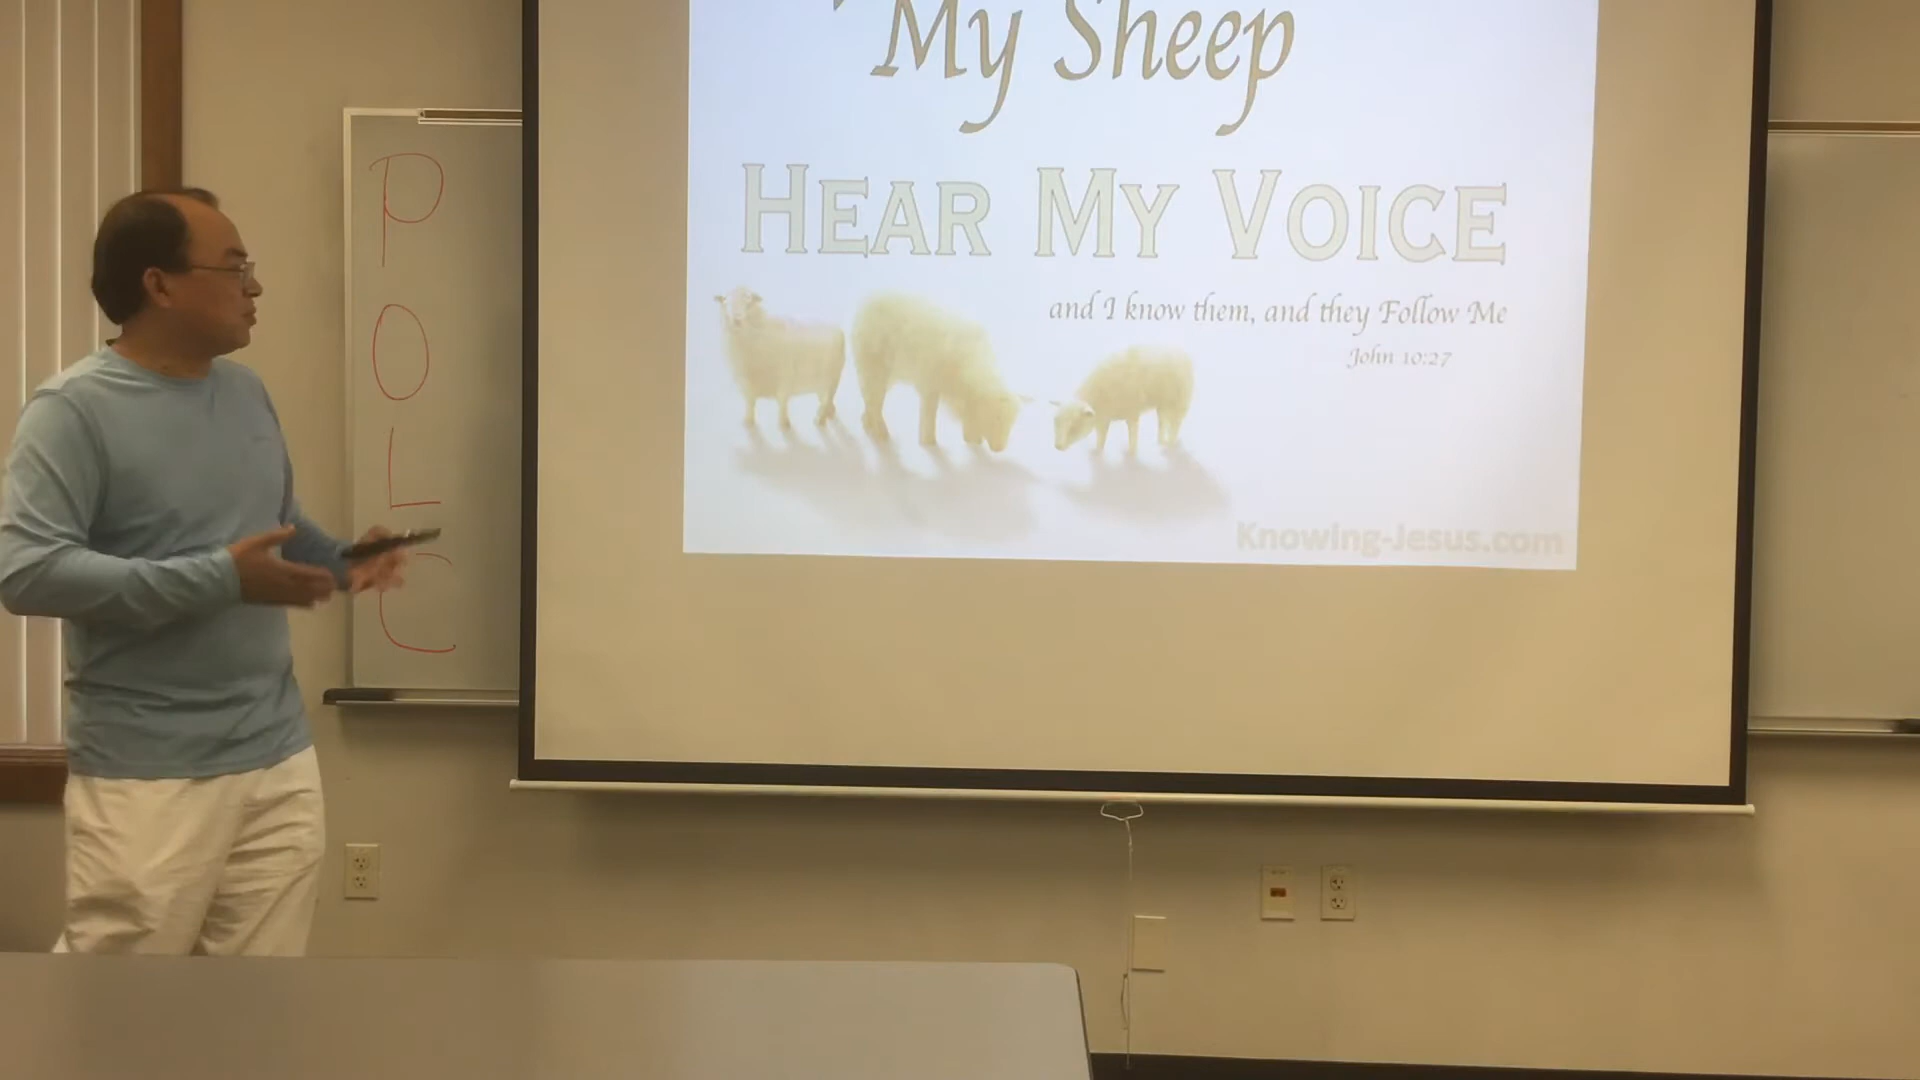 P
O
L
C
My Sheep
HEAR MY VOICE
and I know them, and they Follow Me
John 10:27
Knowing-Jesus.com